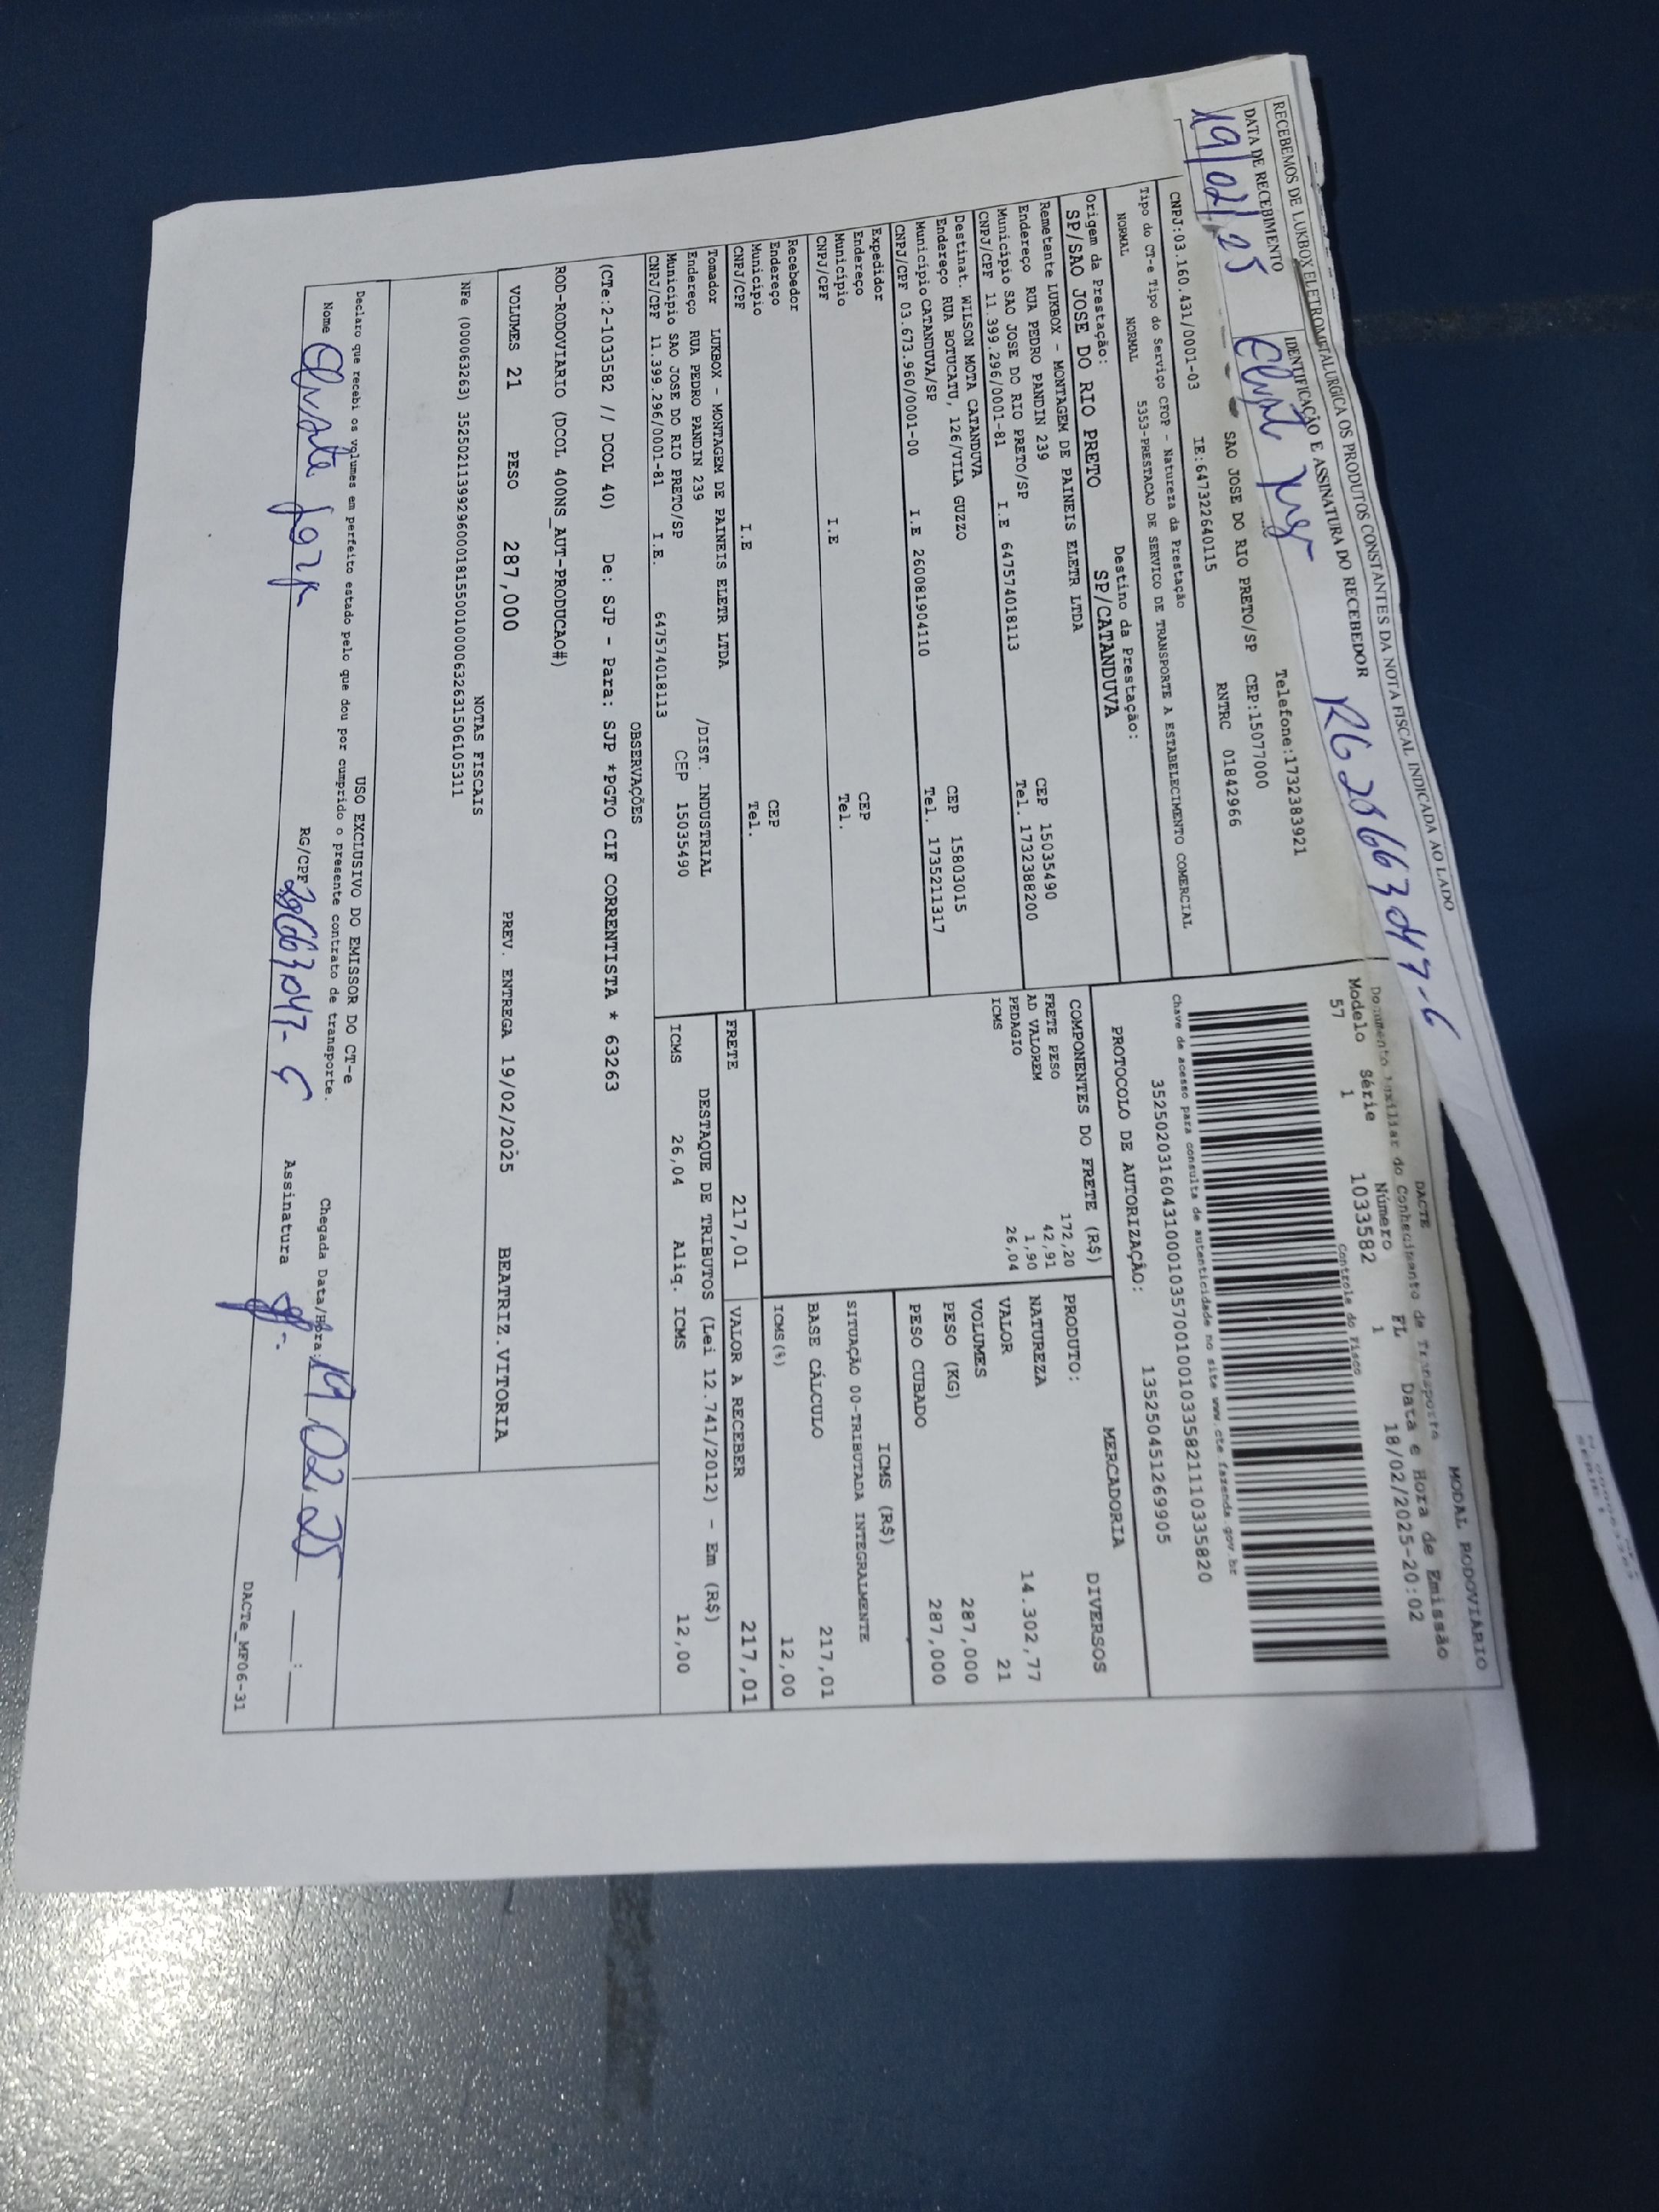 RECEBEMOS DE LUKBOX ELETROMETALURGICA OS PRODUTOS CONSTANTES DA NOTA FISCAL INDICADA AO LADO
DATA DE RECEBIMENTO IDENTIFICAÇÃO E ASSINATURA DO RECEBEDOR
19/02/25
RG 28663047-6
Telefone:1732383921
SAO JOSE DO RIO PRETO/SP CEP:15077000
CNPJ:03.160.431/0001-03 IE:647322640115 RNTRC 01842966
DACTE MODAL RODOVIÁRIO
Documento Auxiliar do Conhecimento de Transporte
Modelo Série Número FL Data e Hora de Emissão
57 1 1033582 1 18/02/2025-20:02
Controle do Fisco
Tipo do CT-e Tipo do Serviço CFOP - Natureza da Prestação
NORMAL NORMAL 5353-PRESTACAO DE SERVICO DE TRANSPORTE A ESTABELECIMENTO COMERCIAL
Chave de acesso para consulta de autenticidade no site www.cte.fazenda.gov.br
35250203160431000103570010010335821110335820
Origem da Prestação: Destino da Prestação:
SP/SAO JOSE DO RIO PRETO SP/CATANDUVA
PROTOCOLO DE AUTORIZAÇÃO: 135250451269905
Remetente LUKBOX - MONTAGEM DE PAINEIS ELETR LTDA
Endereço RUA PEDRO PANDIN 239 CEP 15035490
Município SAO JOSE DO RIO PRETO/SP Tel. 1732388200
CNPJ/CPF 11.399.296/0001-81 I.E 647574018113
Destinat. WILSON MOTA CATANDUVA
Endereço RUA BOTUCATU, 126/VILA GUZZO CEP 15803015
Município CATANDUVA/SP Tel. 1735211317
CNPJ/CPF 03.673.960/0001-00 I.E 260081904110
Expedidor
Endereço CEP
Município Tel.
CNPJ/CPF I.E
Recebedor
Endereço CEP
Município Tel.
CNPJ/CPF I.E
Tomador LUKBOX - MONTAGEM DE PAINEIS ELETR LTDA
Endereço RUA PEDRO PANDIN 239 /DIST. INDUSTRIAL
Município SAO JOSE DO RIO PRETO/SP CEP 15035490
CNPJ/CPF 11.399.296/0001-81 I.E. 647574018113
COMPONENTES DO FRETE (R$)
FRETE PESO 172,20
AD VALOREM 42,91
PEDAGIO 1,90
ICMS 26,04
MERCADORIA
PRODUTO: DIVERSOS
NATUREZA
VALOR 14.302,77
VOLUMES 21
PESO (KG) 287,000
PESO CUBADO 287,000
ICMS (R$)
SITUAÇÃO 00-TRIBUTADA INTEGRALMENTE
BASE CÁLCULO 217,01
ICMS(%) 12,00
FRETE 217,01 VALOR A RECEBER 217,01
DESTAQUE DE TRIBUTOS (Lei 12.741/2012) - Em (R$)
ICMS 26,04 Aliq. ICMS 12,00
OBSERVAÇÕES
(CTe:2-1033582 // DCOL 40) De: SJP - Para: SJP *PGTO CIF CORRENTISTA * 63263
ROD-RODOVIARIO (DCOL 400NS_AUT-PRODUCAO#)
VOLUMES 21 PESO 287,000 PREV. ENTREGA 19/02/2025 BEATRIZ.VITORIA
NOTAS FISCAIS
NFe (000063263) 35250211399296000181550010000632631506105311
USO EXCLUSIVO DO EMISSOR DO CT-e
Declaro que recebi os volumes em perfeito estado pelo que dou por cumprido o presente contrato de transporte.
Chegada Data/Hora: 19 02.25 ___:___
Nome RG/CPF 28663047-6 Assinatura
DACTe_MF06-31